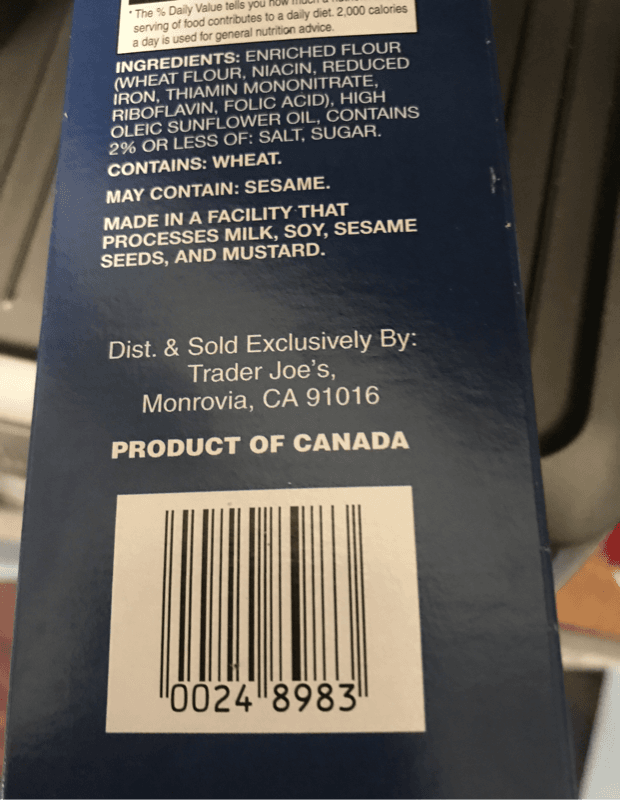 * The % Daily Value tells you how much a
serving of food contributes to a daily diet. 2,000 calories
a day is used for general nutrition advice.
INGREDIENTS: ENRICHED FLOUR
(WHEAT FLOUR, NIACIN, REDUCED
IRON, THIAMIN MONONITRATE,
RIBOFLAVIN, FOLIC ACID), HIGH
OLEIC SUNFLOWER OIL, CONTAINS
2% OR LESS OF: SALT, SUGAR.
CONTAINS: WHEAT.
MAY CONTAIN: SESAME.
MADE IN A FACILITY THAT
PROCESSES MILK, SOY, SESAME
SEEDS, AND MUSTARD.
Dist. & Sold Exclusively By:
Trader Joe's,
Monrovia, CA 91016
PRODUCT OF CANADA
0024 8983